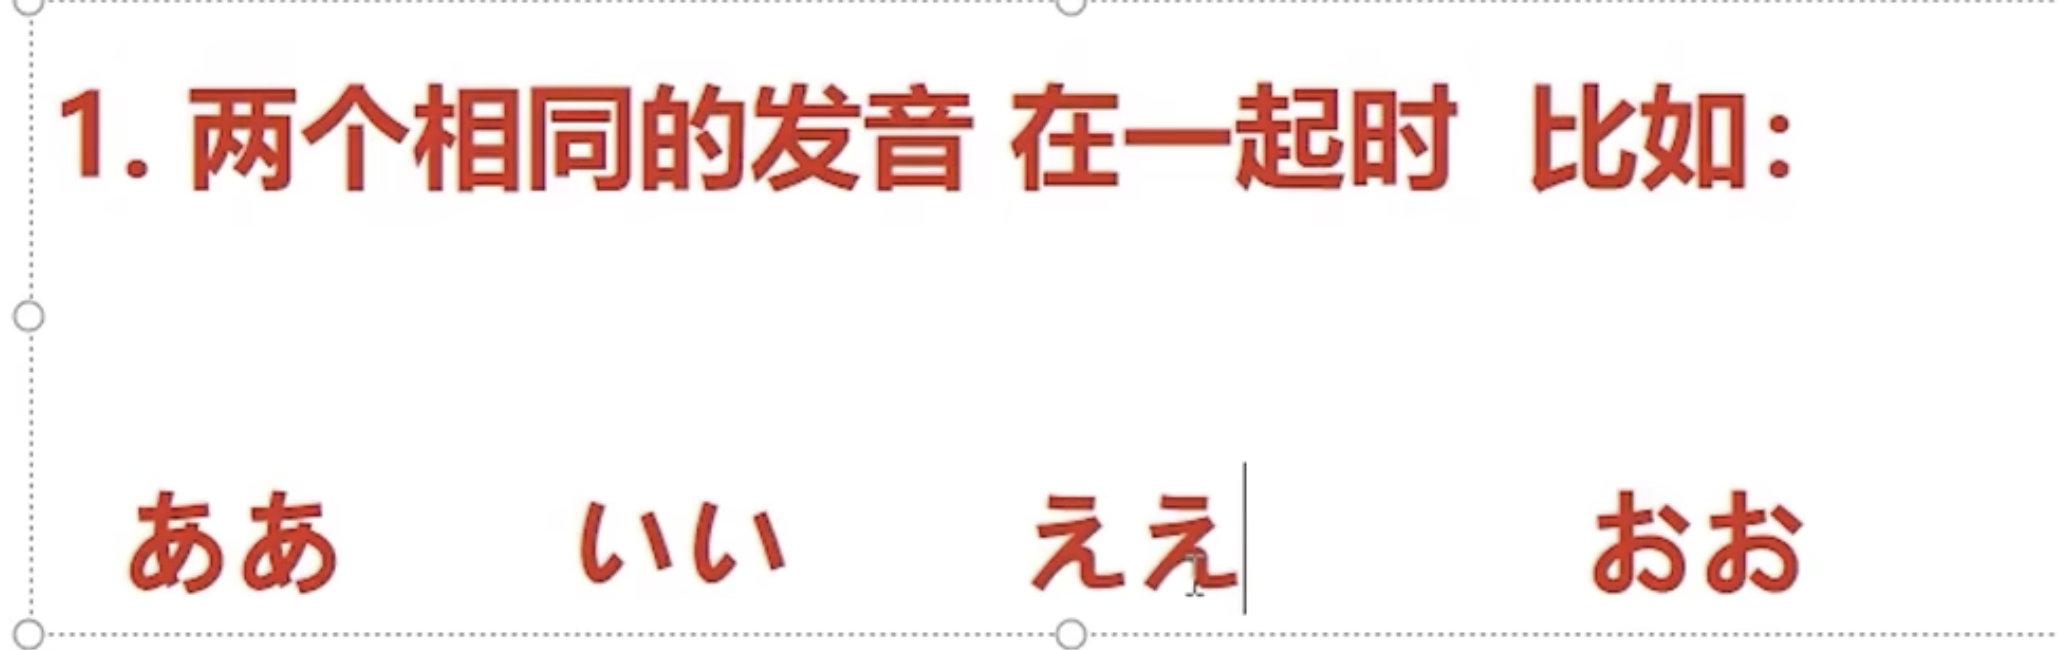 1. 两个相同的发音 在一起时 比如：
ああ いい ええ おお